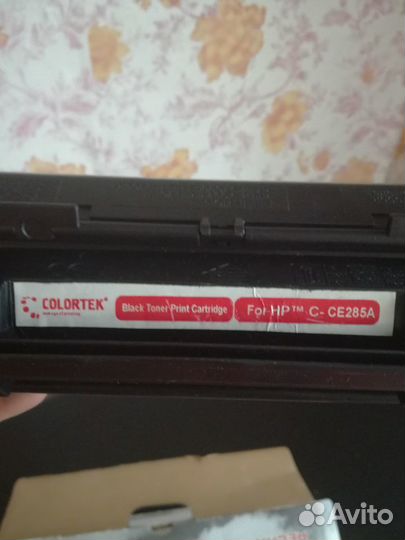 COLORTEK®
Black Toner Print Cartridge
For HP™ C- CE285A
Avito